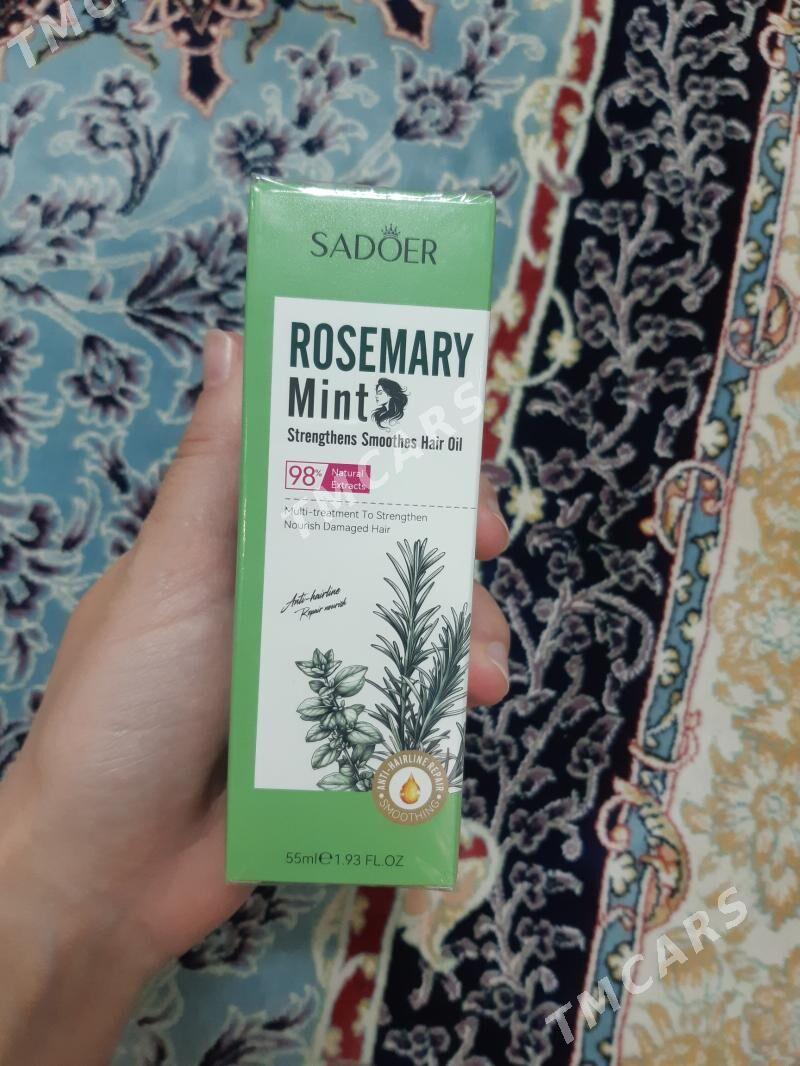 TMCARS
SADOER
ROSEMARY
Mint
Strengthens Smoothes Hair Oil
98% Natural
Extracts
TMCARS
Multi-treatment To Strengthen
Nourish Damaged Hair
Anti-hairline
Repair nourish
ANTI-HAIRLINE REPAIR
SMOOTHING
55ml℮1.93 FL.OZ
TMCARS